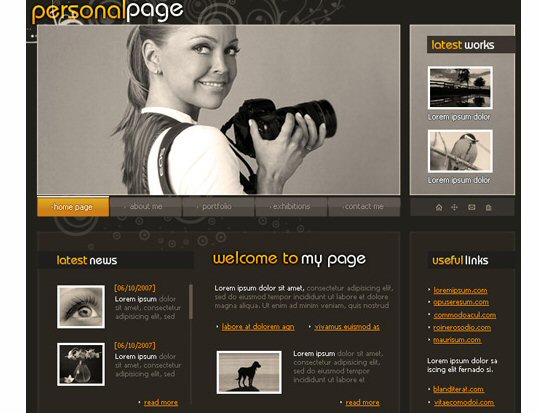 personalpage
latest works
Lorem ipsum dolor
Lorem ipsum dolor
home page
about me
portfolio
exhibitions
contact me
latest news
[06/10/2007]
Lorem ipsum dolor
sit amet, consectetur
adipisicing elit, sed
[06/10/2007]
Lorem ipsum dolor
sit amet, consectetur
adipisicing elit, sed
read more
welcome to my page
Lorem ipsum dolor sit amet, consectetur adipisicing elit,
sed do eiusmod tempor incididunt ut labore et dolore
magna aliqua. Ut enim ad minim veniam, quis nostrud
labore at dolorem aqn
vivamus euismod as
Lorem ipsum dolor sit amet,
consectetur adipisicing elit,
sed do eiusmod tempor
incididunt ut labore et
read more
useful links
loremipsum.com
opuseresum.com
commodoacul.com
roinerosodio.com
maurisum.com
Lorem ipsum dolor sa
iscing elit fernado si.
blanditerat.com
vitaecomodoi.com